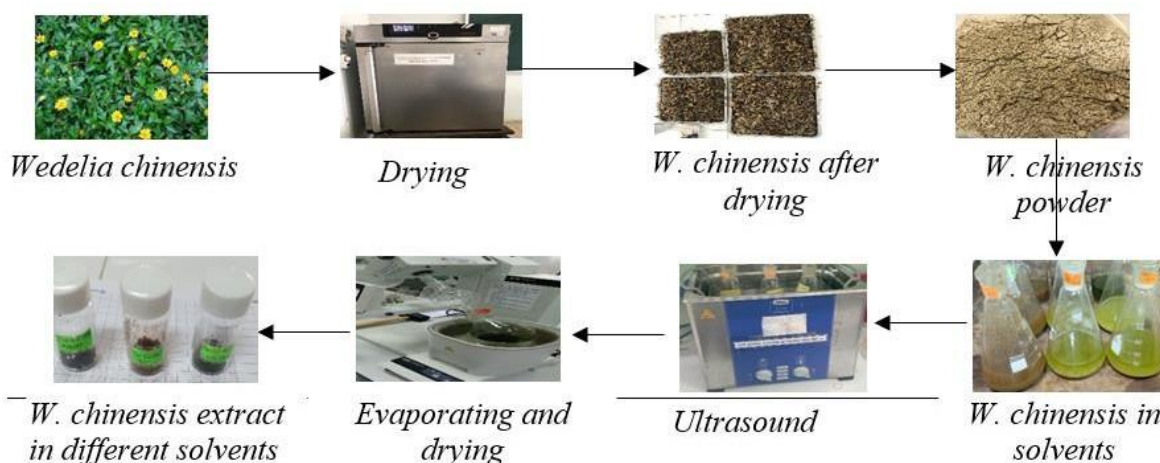 Wedelia chinensis
Drying
W. chinensis after
drying
W. chinensis
powder
W. chinensis extract
in different solvents
Evaporating and
drying
Ultrasound
W. chinensis in
solvents